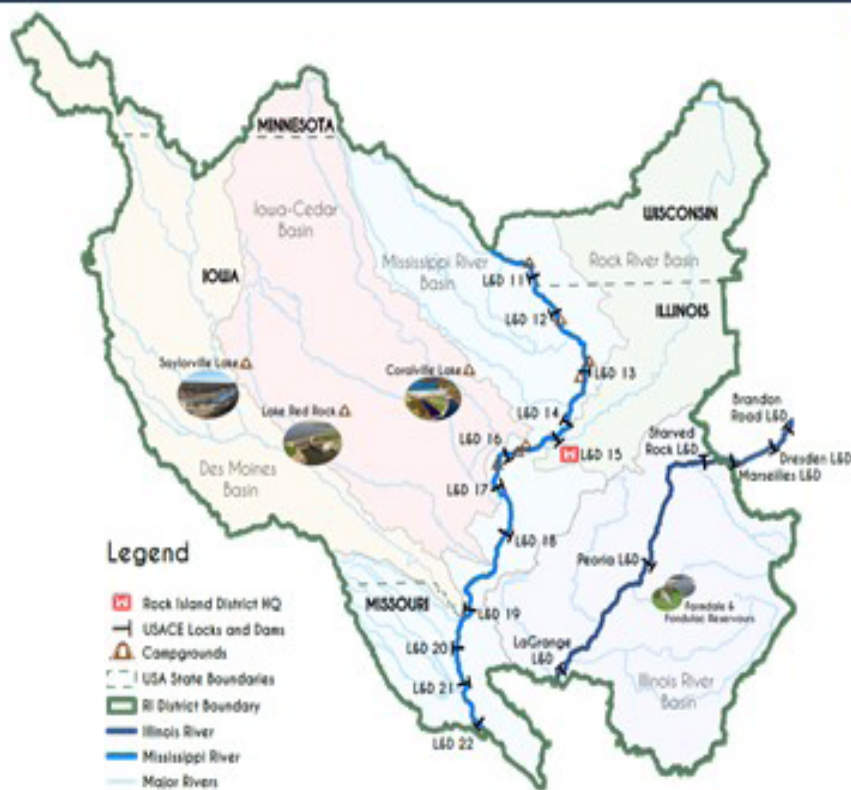 MINNESOTA
Iowa-Cedar
Basin
WISCONSIN
Mississippi River
Basin
Rock River Basin
IOWA
L&D 11
ILLINOIS
L&D 12
Saylorville Lake
Coralville Lake
L&D 13
Lake Red Rock
Brandon
Road L&D
L&D 14
L&D 16
L&D 15
Starved
Rock L&D
Dresden L&D
Marseilles L&D
Des Moines
Basin
L&D 17
L&D 18
Peoria L&D
Farmdale &
Fondulac Reservoirs
MISSOURI
L&D 19
L&D 20
LaGrange
L&D
L&D 21
Illinois River
Basin
L&D 22
Legend
Rock Island District HQ
USACE Locks and Dams
Campgrounds
USA State Boundaries
RI District Boundary
Illinois River
Mississippi River
Major Rivers